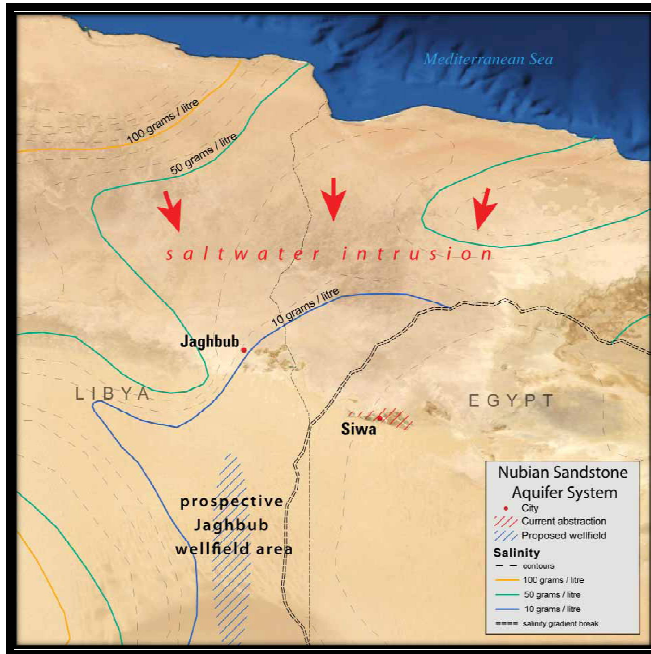 Mediterranean Sea
100 grams / litre
50 grams / litre
saltwater intrusion
10 grams / litre
Jaghbub
LIBYA
EGYPT
Siwa
prospective
Jaghbub
wellfield area
Nubian Sandstone
Aquifer System
City
Current abstraction
Proposed wellfield
Salinity
contours
100 grams / litre
50 grams / litre
10 grams / litre
salinity gradient break